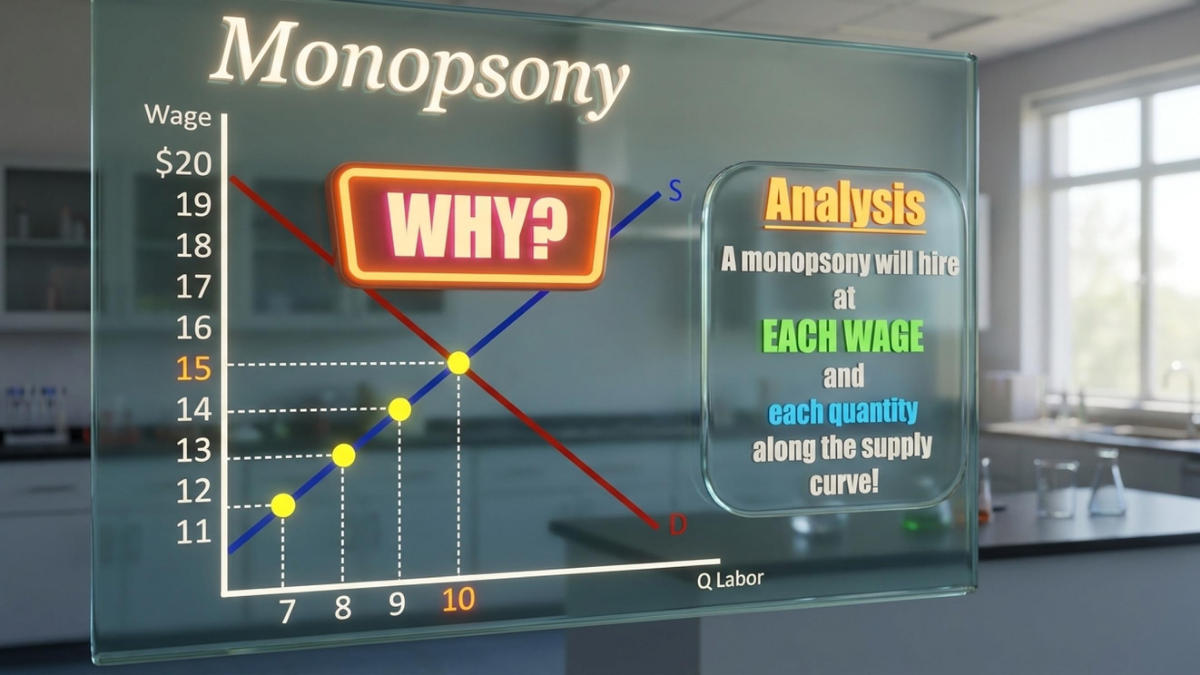 Monopsony
Wage
$20
19
18
17
16
15
14
13
12
11
WHY?
S
D
7 8 9 10
Q Labor
Analysis
A monopsony will hire
at
EACH WAGE
and
each quantity
along the supply
curve!